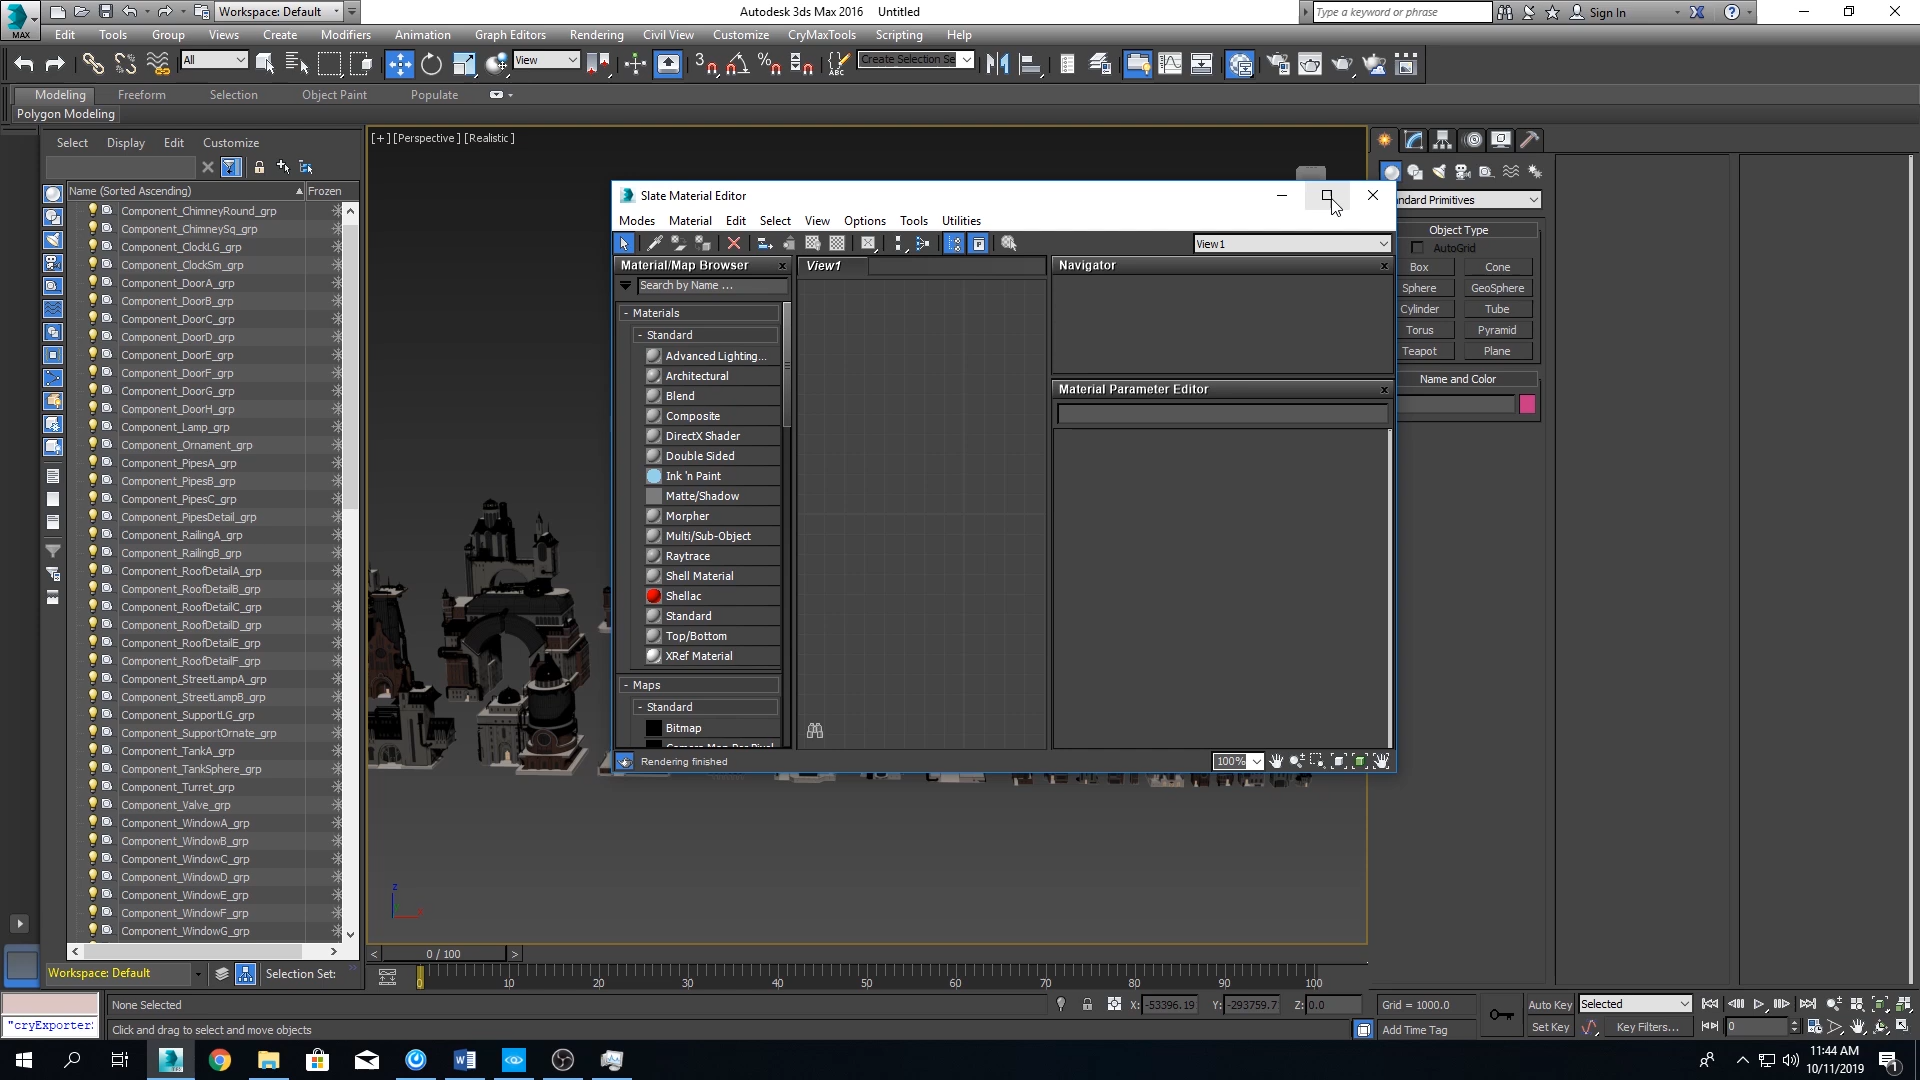 Workspace: Default
Autodesk 3ds Max 2016 Untitled
Type a keyword or phrase
Sign In
MAX
Edit Tools Group Views Create Modifiers Animation Graph Editors Rendering Civil View Customize CryMaxTools Scripting Help
All
View
3
ABC
Create Selection Se
Modeling Freeform Selection Object Paint Populate
Polygon Modeling
Select Display Edit Customize
Name (Sorted Ascending) Frozen
Component_ChimneyRound_grp
Component_ChimneySq_grp
Component_ClockLG_grp
Component_ClockSm_grp
Component_DoorA_grp
Component_DoorB_grp
Component_DoorC_grp
Component_DoorD_grp
Component_DoorE_grp
Component_DoorF_grp
Component_DoorG_grp
Component_DoorH_grp
Component_Lamp_grp
Component_Ornament_grp
Component_PipesA_grp
Component_PipesB_grp
Component_PipesC_grp
Component_PipesDetail_grp
Component_RailingA_grp
Component_RailingB_grp
Component_RoofDetailA_grp
Component_RoofDetailB_grp
Component_RoofDetailC_grp
Component_RoofDetailD_grp
Component_RoofDetailE_grp
Component_RoofDetailF_grp
Component_StreetLampA_grp
Component_StreetLampB_grp
Component_SupportLG_grp
Component_SupportOrnate_grp
Component_TankA_grp
Component_TankSphere_grp
Component_Turret_grp
Component_Valve_grp
Component_WindowA_grp
Component_WindowB_grp
Component_WindowC_grp
Component_WindowD_grp
Component_WindowE_grp
Component_WindowF_grp
Component_WindowG_grp
Workspace: Default Selection Set:
[+] [Perspective] [Realistic]
z
Slate Material Editor
Modes Material Edit Select View Options Tools Utilities
View1
Material/Map Browser
Search by Name ...
- Materials
- Standard
Advanced Lighting...
Architectural
Blend
Composite
DirectX Shader
Double Sided
Ink 'n Paint
Matte/Shadow
Morpher
Multi/Sub-Object
Raytrace
Shell Material
Shellac
Standard
Top/Bottom
XRef Material
- Maps
- Standard
Bitmap
View1
Navigator
Material Parameter Editor
Rendering finished
100%
ndard Primitives
Object Type
AutoGrid
Box Cone
Sphere GeoSphere
Cylinder Tube
Torus Pyramid
Teapot Plane
Name and Color
< 0 / 100 >
0 10 20 30 40 50 60 70 80 90 100
None Selected
X: -53396.19 Y: -293759.7 Z: 0.0
Grid = 1000.0
Auto Key Selected
"cryExporter:
Click and drag to select and move objects
Add Time Tag
Set Key Key Filters...
0
11:44 AM
10/11/2019
1